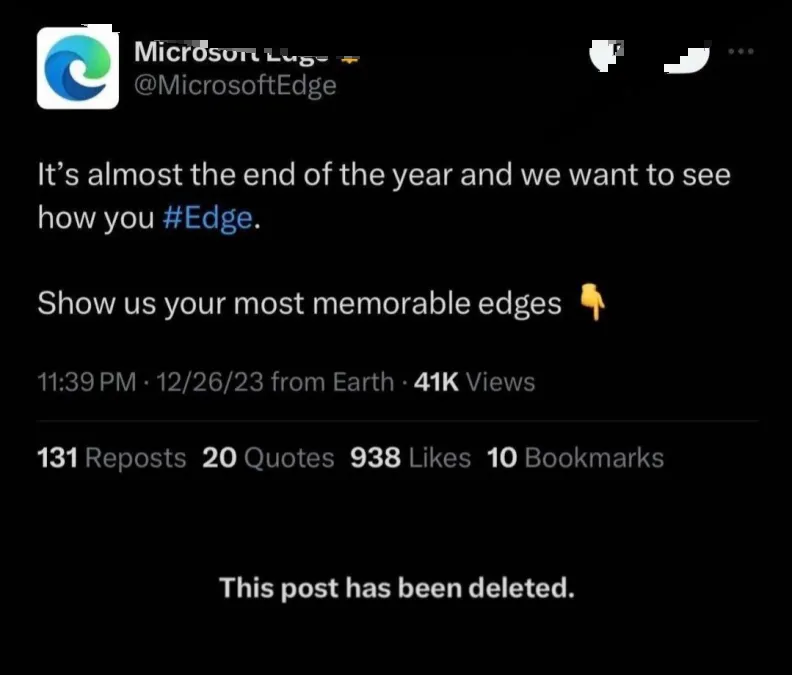 Microsoft Edge
@MicrosoftEdge
It’s almost the end of the year and we want to see
how you #Edge.
Show us your most memorable edges 👇
11:39 PM · 12/26/23 from Earth · 41K Views
131 Reposts 20 Quotes 938 Likes 10 Bookmarks
This post has been deleted.